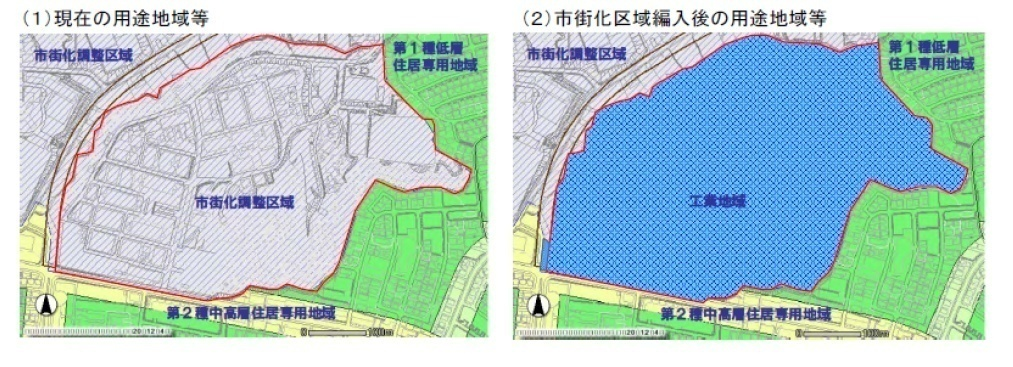 （１）現在の用途地域等
（２）市街化区域編入後の用途地域等
市街化調整区域
第１種低層
住居専用地域
市街化調整区域
第２種中高層住居専用地域
0 100m
市街化調整区域
第１種低層
住居専用地域
工業地域
第２種中高層住居専用地域
0 100m